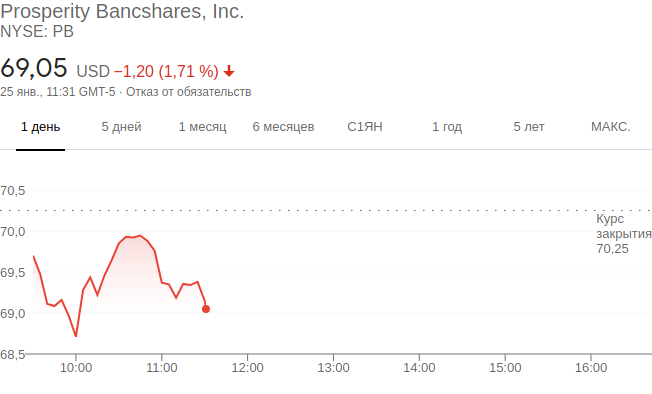 Prosperity Bancshares, Inc.
NYSE: PB
69,05 USD −1,20 (1,71 %)
25 янв., 11:31 GMT-5 · Отказ от обязательств
1 день 5 дней 1 месяц 6 месяцев С1ЯН 1 год 5 лет МАКС.
70,5
Курс
закрытия
70,25
70,0
69,5
69,0
68,5
10:00 11:00 12:00 13:00 14:00 15:00 16:00